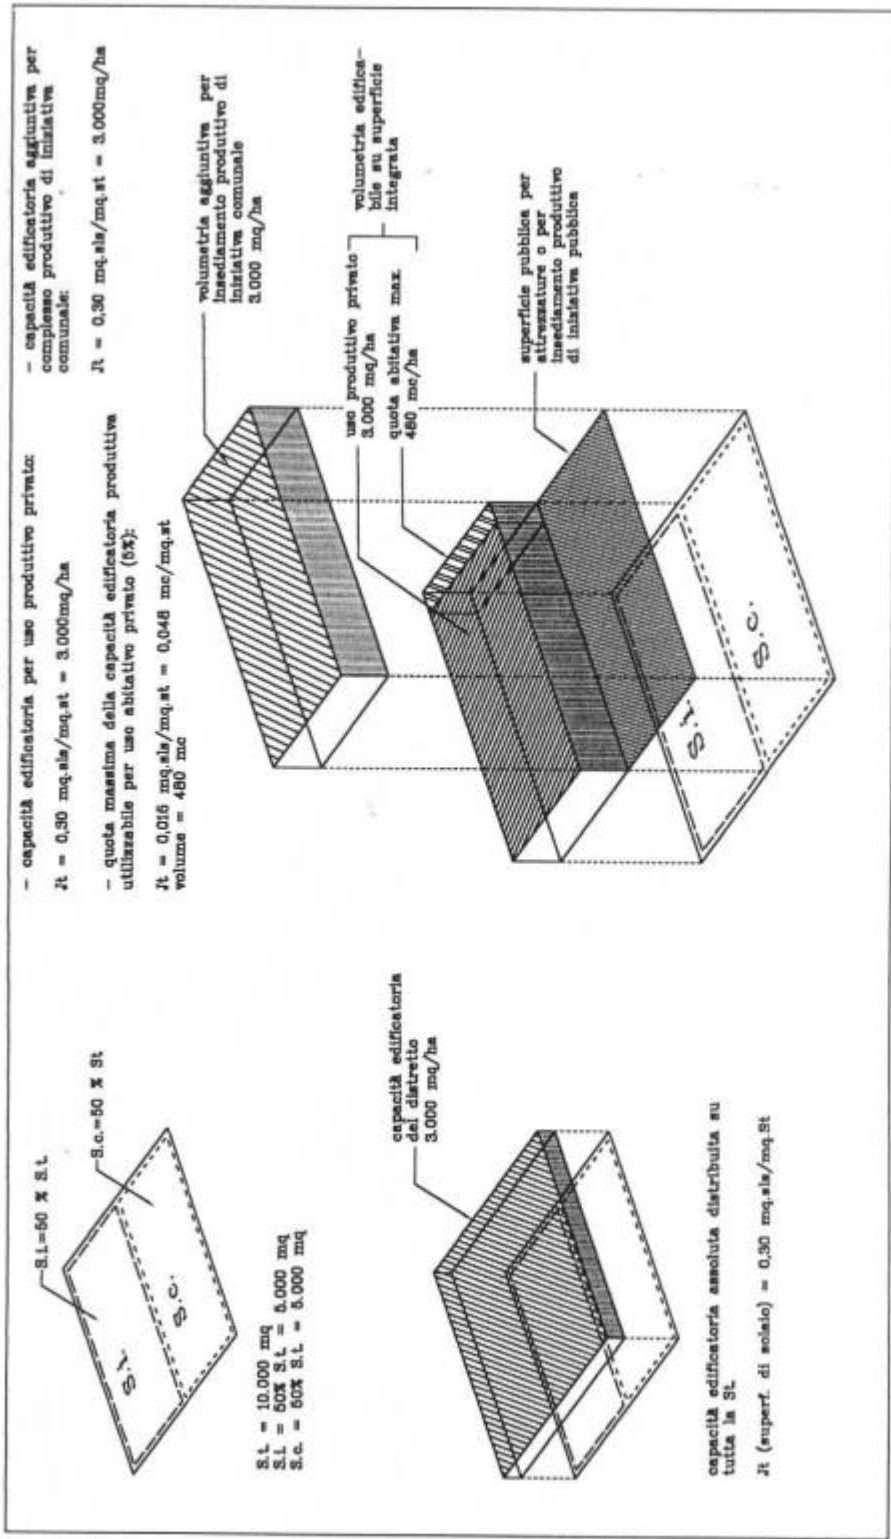 S.i.=50 % S.t.
S.c.=50 % St
S.i.
S.c.
S.t. = 10.000 mq
S.i. = 50% S.t. = 5.000 mq
S.c. = 50% S.t. = 5.000 mq
capacità edificatoria
del distretto
3.000 mq/ha
capacità edificatoria assoluta distribuita su
tutta la St.
Jt (superf. di solaio) = 0,30 mq.sls/mq.St
– capacità edificatoria per uso produttivo privato:
Jt = 0,30 mq.sls/mq.st = 3.000mq/ha
– quota massima della capacità edificatoria produttiva
utilizzabile per uso abitativo privato (5%):
Jt = 0,015 mq.sls/mq.st = 0,048 mc/mq.st
volume = 480 mc
– capacità edificatoria aggiuntiva per
complesso produttivo di iniziativa
comunale:
Jt = 0,30 mq.sls/mq.st = 3.000mq/ha
volumetria aggiuntiva per
insediamento produttivo di
iniziativa comunale
3.000 mq/ha
uso produttivo privato
3.000 mq/ha
quota abitativa max.
480 mc/ha
volumetria edifica–
bile su superficie
integrata
superficie pubblica per
attrezzature o per
insediamento produttivo
di iniziativa pubblica
S.i.
S.c.